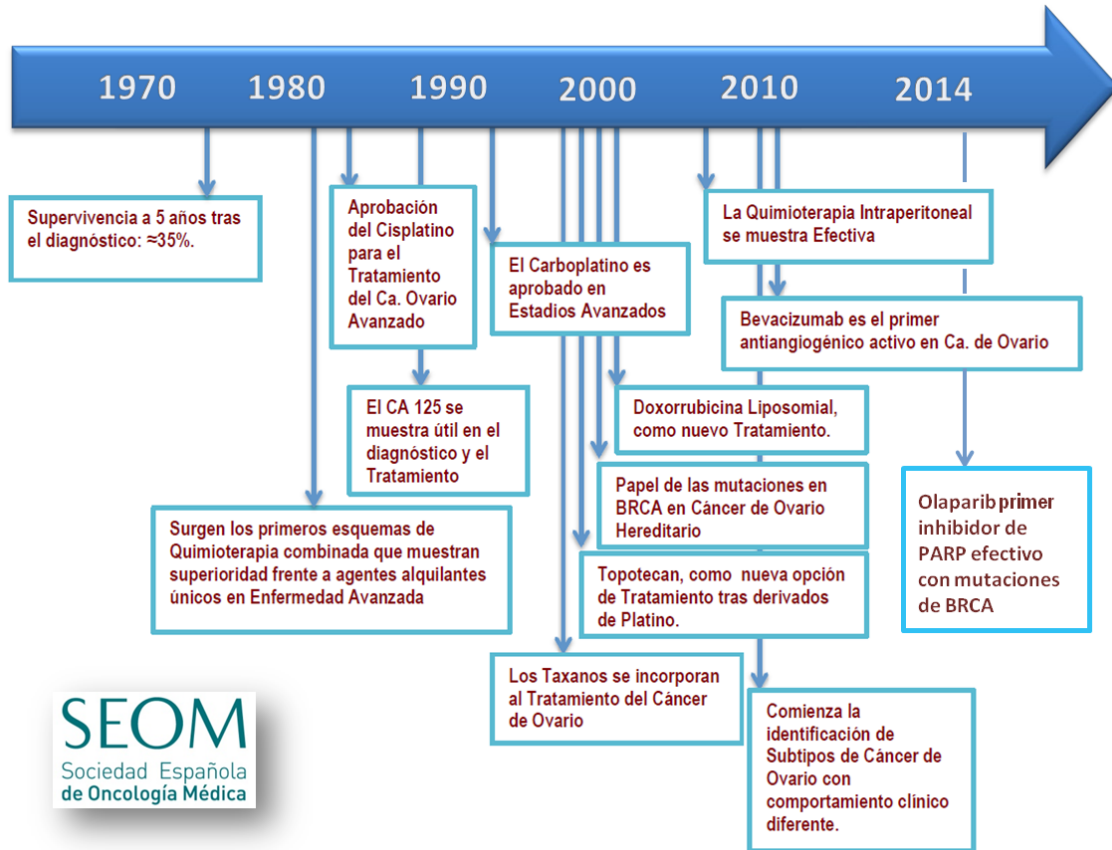 1970 1980 1990 2000 2010 2014
Supervivencia a 5 años tras
el diagnóstico: ≈35%.
Aprobación
del Cisplatino
para el
Tratamiento
del Ca. Ovario
Avanzado
El Carboplatino es
aprobado en
Estadios Avanzados
La Quimioterapia Intraperitoneal
se muestra Efectiva
Bevacizumab es el primer
antiangiogénico activo en Ca. de Ovario
El CA 125 se
muestra útil en el
diagnóstico y el
Tratamiento
Doxorrubicina Liposomial,
como nuevo Tratamiento.
Papel de las mutaciones en
BRCA en Cáncer de Ovario
Hereditario
Olaparib primer
inhibidor de
PARP efectivo
con mutaciones
de BRCA
Surgen los primeros esquemas de
Quimioterapia combinada que muestran
superioridad frente a agentes alquilantes
únicos en Enfermedad Avanzada
Topotecan, como nueva opción
de Tratamiento tras derivados
de Platino.
Los Taxanos se incorporan
al Tratamiento del Cáncer
de Ovario
Comienza la
identificación de
Subtipos de Cáncer de
Ovario con
comportamiento clínico
diferente.
SEOM
Sociedad Española
de Oncología Médica